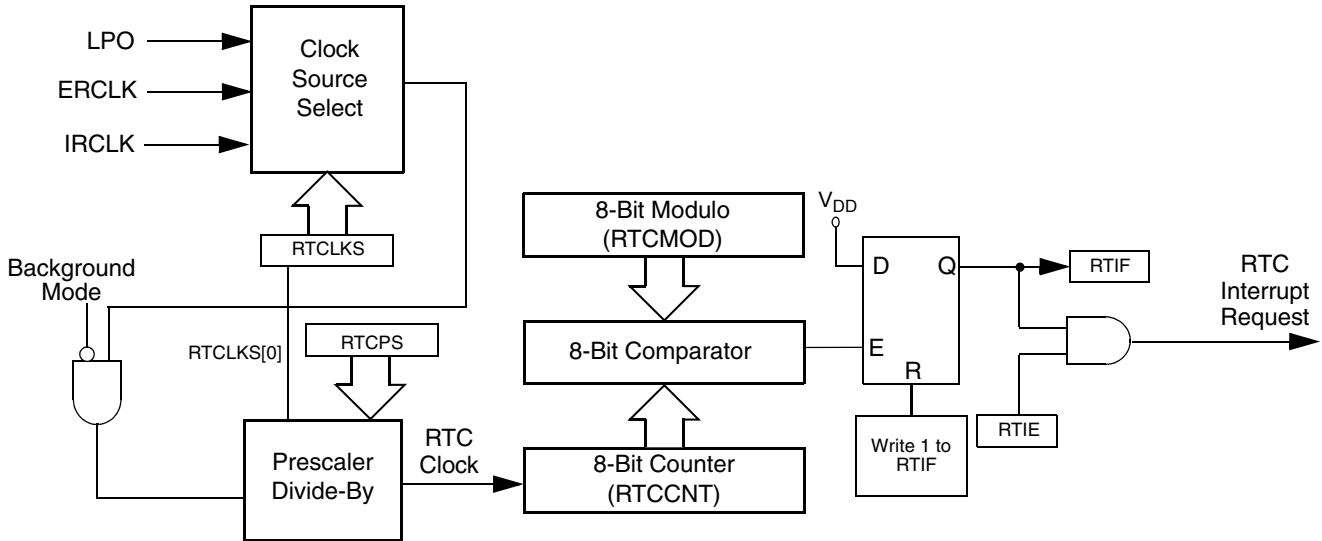 LPO
ERCLK
IRCLK
Clock
Source
Select
RTCLKS
Background
Mode
RTCLKS[0]
RTCPS
Prescaler
Divide-By
RTC
Clock
8-Bit Modulo
(RTCMOD)
8-Bit Comparator
8-Bit Counter
(RTCCNT)
VDD
D
Q
E
R
Write 1 to
RTIF
RTIF
RTIE
RTC
Interrupt
Request